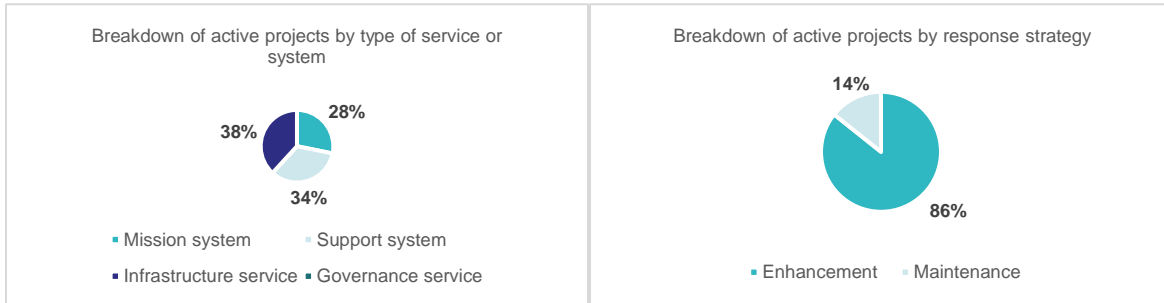 Breakdown of active projects by type of service or
system
28%
38%
34%
Mission system
Support system
Infrastructure service
Governance service
Breakdown of active projects by response strategy
14%
86%
Enhancement
Maintenance